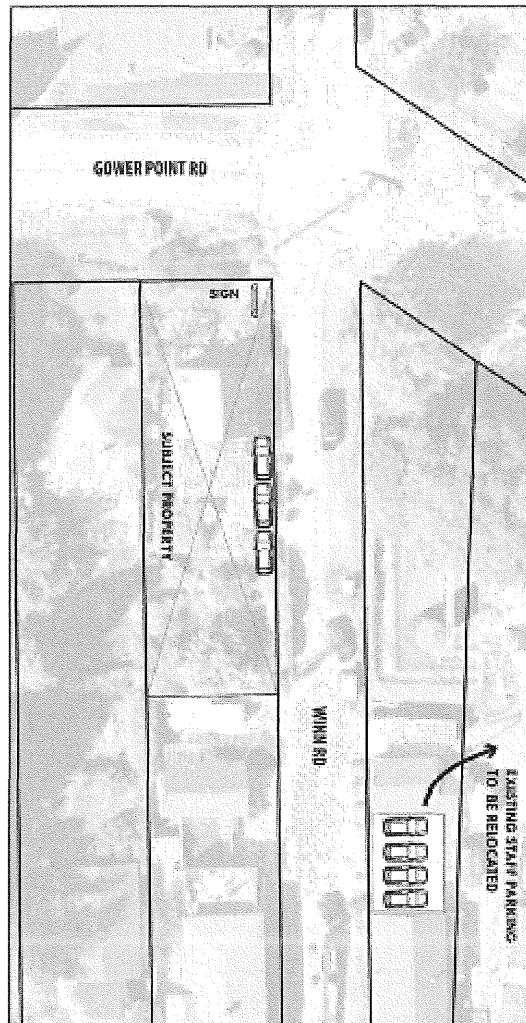 GOWER POINT RD
SIGN
SUBJECT PROPERTY
WINN RD
EXISTING STAFF PARKING
TO BE RELOCATED